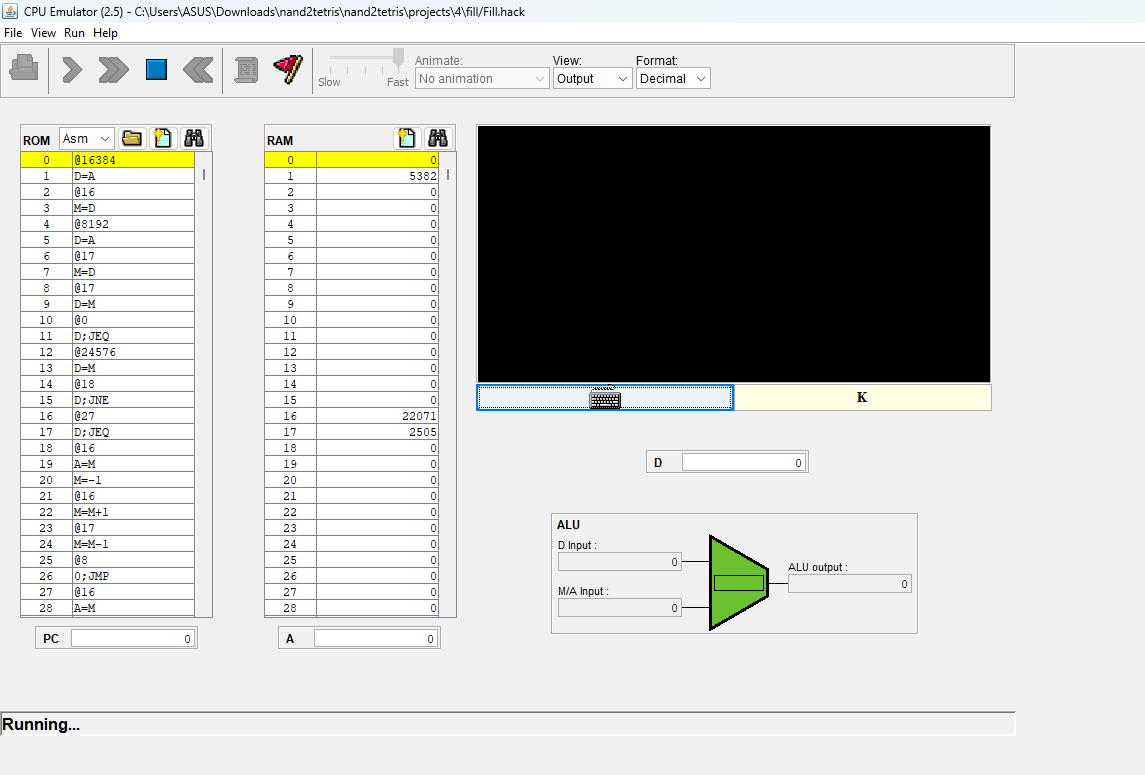 CPU Emulator (2.5) - C:\Users\ASUS\Downloads\nand2tetris\nand2tetris\projects\4\fill/Fill.hack
File View Run Help
Animate: View: Format:
Slow Fast No animation Output Decimal
ROM Asm
0 @16384
1 D=A
2 @16
3 M=D
4 @8192
5 D=A
6 @17
7 M=D
8 @17
9 D=M
10 @0
11 D;JEQ
12 @24576
13 D=M
14 @18
15 D;JNE
16 @27
17 D;JEQ
18 @16
19 A=M
20 M=-1
21 @16
22 M=M+1
23 @17
24 M=M-1
25 @8
26 0;JMP
27 @16
28 A=M
PC 0
RAM
0 0
1 5382
2 0
3 0
4 0
5 0
6 0
7 0
8 0
9 0
10 0
11 0
12 0
13 0
14 0
15 0
16 22071
17 2505
18 0
19 0
20 0
21 0
22 0
23 0
24 0
25 0
26 0
27 0
28 0
A 0
K
D 0
ALU
D Input :
0
M/A Input :
0
ALU output :
0
Running...